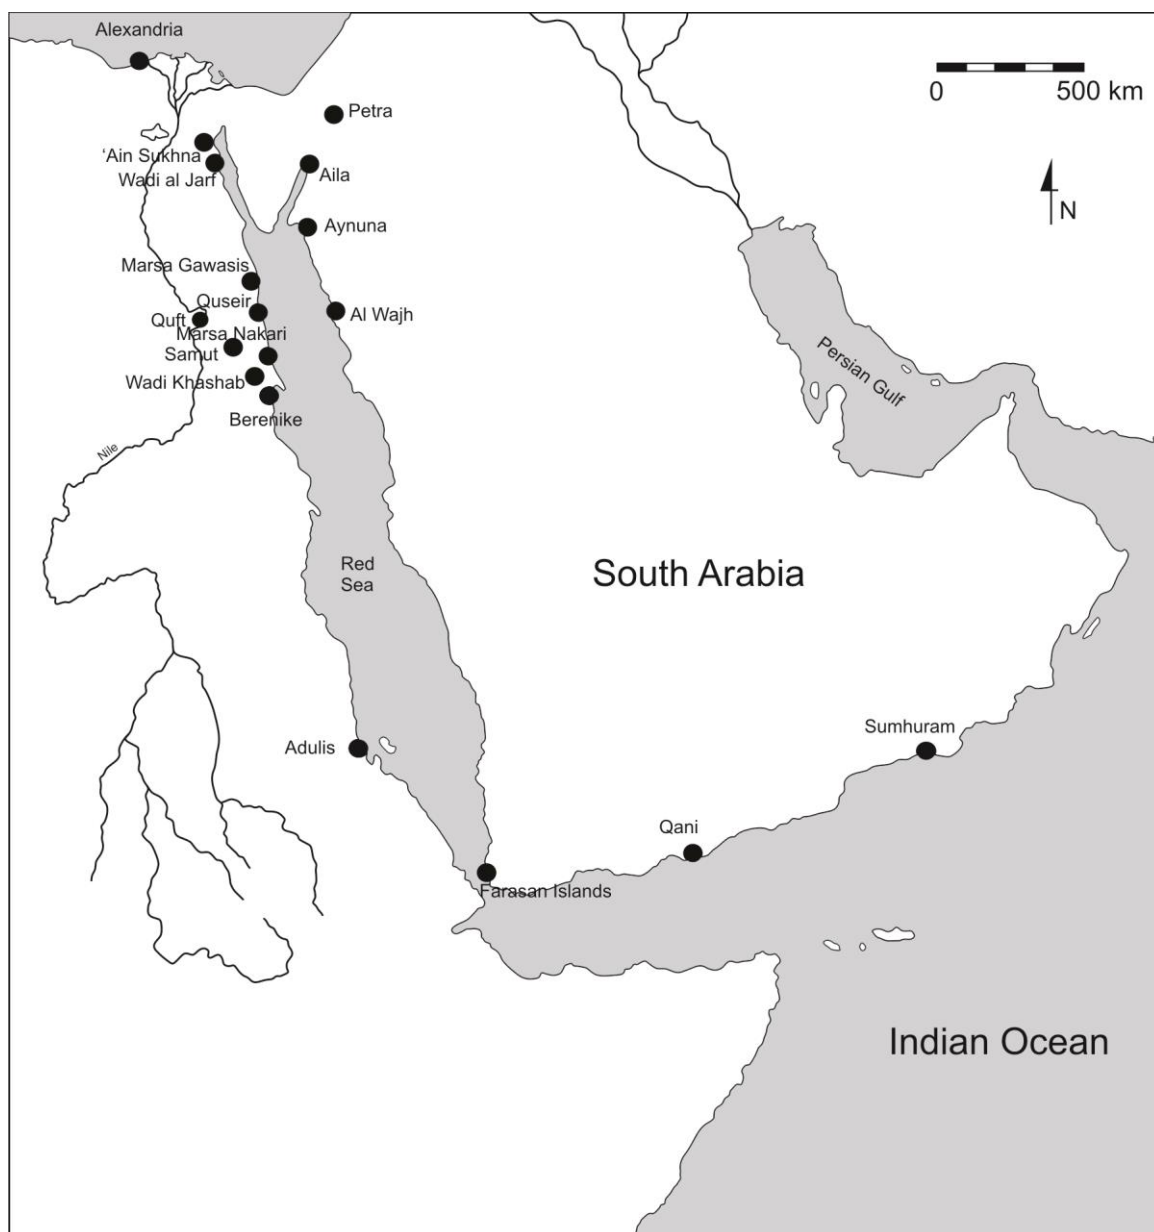 Alexandria
0 500 km
Petra
‘Ain Sukhna
Wadi al Jarf
Aila
N
Aynuna
Marsa Gawasis
Quseir
Al Wajh
Quft
Marsa Nakari
Samut
Persian Gulf
Wadi Khashab
Berenike
Nile
Red
Sea
South Arabia
Sumhuram
Adulis
Qani
Farasan Islands
Indian Ocean